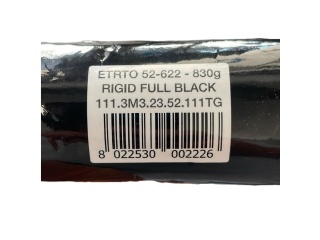 ETRTO 52-622 - 830g
RIGID FULL BLACK
111.3M3.23.52.111TG
8 022530 002226